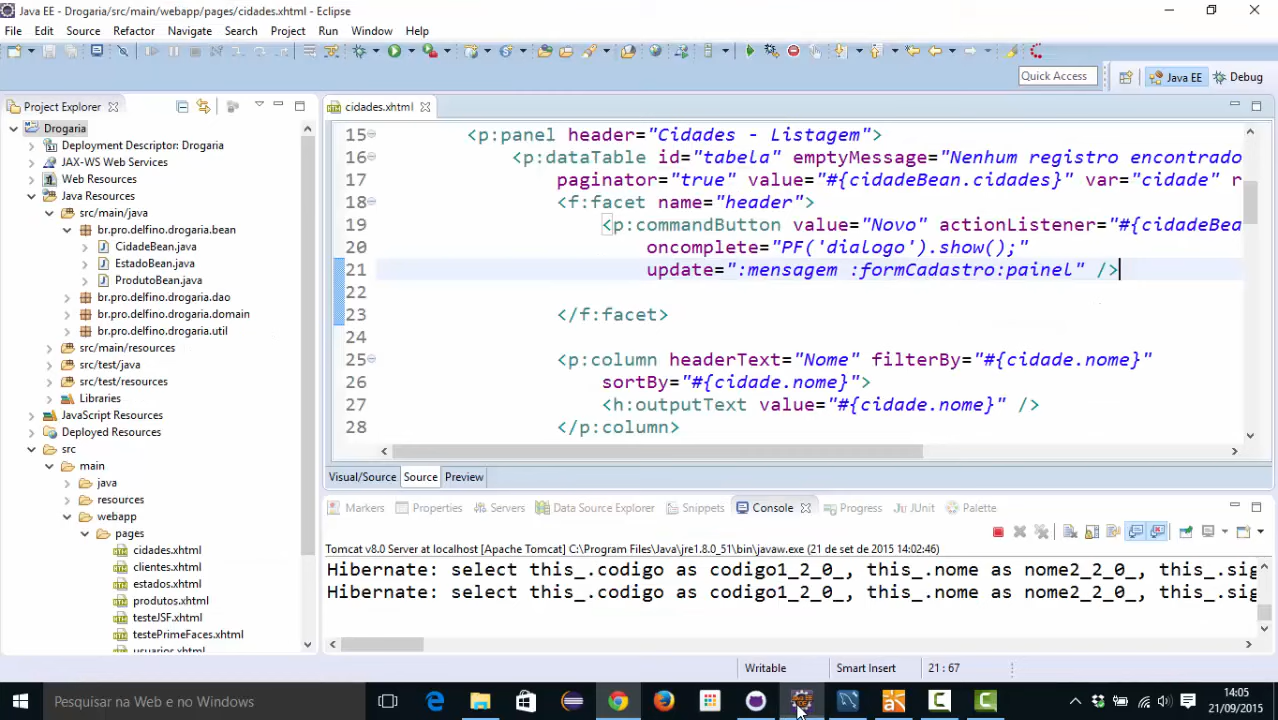 Java EE - Drogaria/src/main/webapp/pages/cidades.xhtml - Eclipse
File Edit Source Refactor Navigate Search Project Run Window Help
Quick Access
Java EE
Debug
Project Explorer
cidades.xhtml
Drogaria
Deployment Descriptor: Drogaria
JAX-WS Web Services
Web Resources
Java Resources
src/main/java
br.pro.delfino.drogaria.bean
CidadeBean.java
EstadoBean.java
ProdutoBean.java
br.pro.delfino.drogaria.dao
br.pro.delfino.drogaria.domain
br.pro.delfino.drogaria.util
src/main/resources
src/test/java
src/test/resources
Libraries
JavaScript Resources
Deployed Resources
src
main
java
resources
webapp
pages
cidades.xhtml
clientes.xhtml
estados.xhtml
produtos.xhtml
testeJSF.xhtml
testePrimeFaces.xhtml
usuarios.xhtml
15 <p:panel header="Cidades - Listagem">
16 <p:dataTable id="tabela" emptyMessage="Nenhum registro encontrado
17 paginator="true" value="#{cidadeBean.cidades}" var="cidade" r
18 <f:facet name="header">
19 <p:commandButton value="Novo" actionListener="#{cidadeBea
20 oncomplete="PF('dialogo').show();"
21 update=":mensagem :formCadastro:painel" />
22
23 </f:facet>
24
25 <p:column headerText="Nome" filterBy="#{cidade.nome}"
26 sortBy="#{cidade.nome}">
27 <h:outputText value="#{cidade.nome}" />
28 </p:column>
Visual/Source Source Preview
Markers Properties Servers Data Source Explorer Snippets Console Progress JUnit Palette
Tomcat v8.0 Server at localhost [Apache Tomcat] C:\Program Files\Java\jre1.8.0_51\bin\javaw.exe (21 de set de 2015 14:02:46)
Hibernate: select this_.codigo as codigo1_2_0_, this_.nome as nome2_2_0_, this_.sig
Hibernate: select this_.codigo as codigo1_2_0_, this_.nome as nome2_2_0_, this_.sig
Writable Smart Insert 21 : 67
Pesquisar na Web e no Windows
14:05
21/09/2015